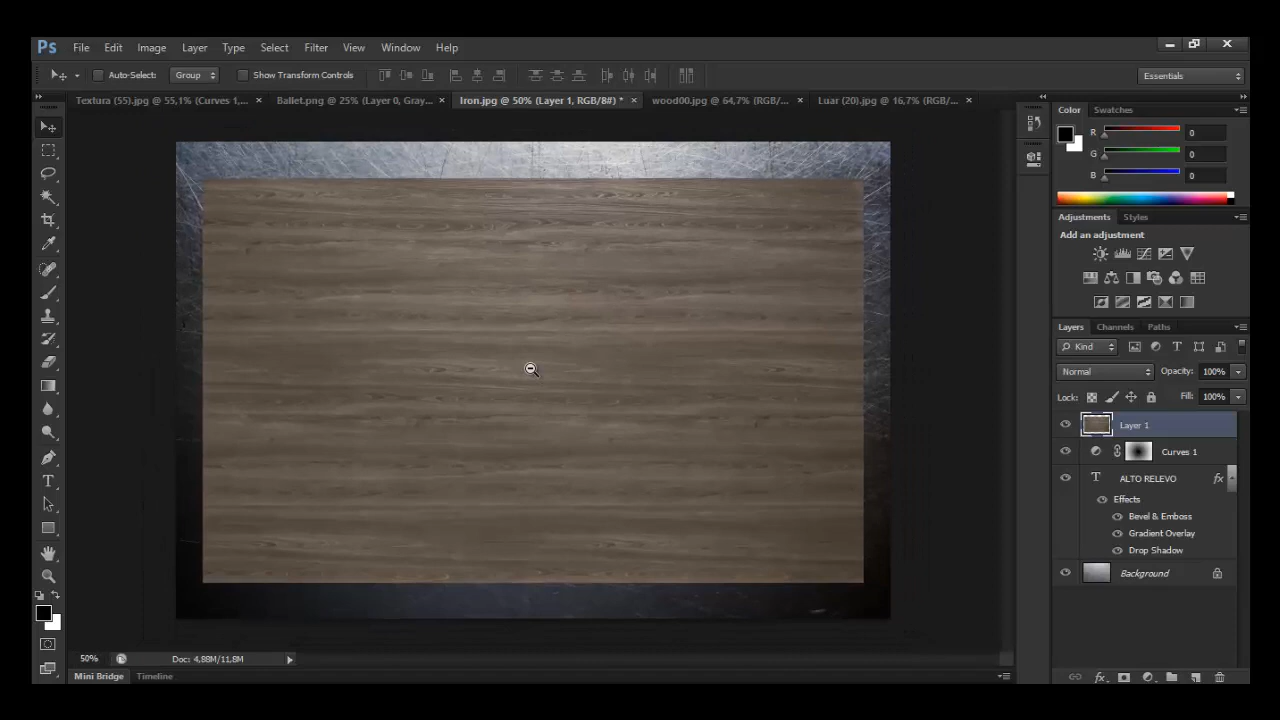 Ps File Edit Image Layer Type Select Filter View Window Help
Auto-Select: Group Show Transform Controls Essentials
Textura (55).jpg @ 55,1% (Curves 1,... × Ballet.png @ 25% (Layer 0, Gray... × Iron.jpg @ 50% (Layer 1, RGB/8#) * × wood00.jpg @ 64,7% (RGB/... × Luar (20).jpg @ 16,7% (RGB/... ×
Color Swatches
R 0
G 0
B 0
Adjustments Styles
Add an adjustment
Layers Channels Paths
Kind
Normal Opacity: 100%
Lock: Fill: 100%
Layer 1
Curves 1
T ALTO RELEVO fx
Effects
Bevel & Emboss
Gradient Overlay
Drop Shadow
Background
50% Doc: 4,88M/11,8M
Mini Bridge Timeline
fx